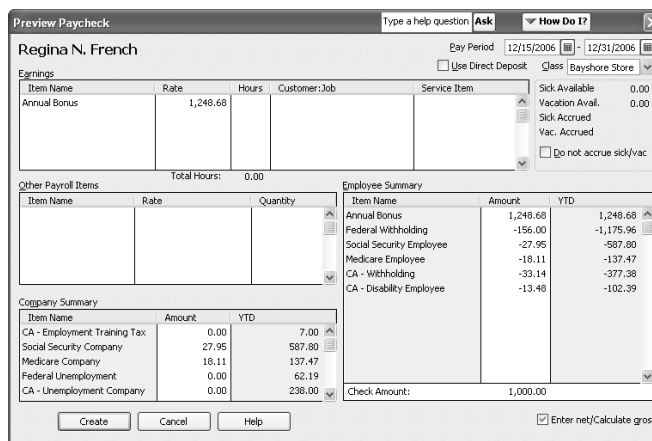 Preview Paycheck Type a help question Ask How Do I?
Regina N. French Pay Period 12/15/2006 - 12/31/2006
Use Direct Deposit Class Bayshore Store
Earnings
Item Name Rate Hours Customer:Job Service Item
Annual Bonus 1,248.68
Sick Available 0.00
Vacation Avail. 0.00
Sick Accrued
Vac. Accrued
Do not accrue sick/vac
Total Hours: 0.00
Other Payroll Items
Item Name Rate Quantity
Employee Summary
Item Name Amount YTD
Annual Bonus 1,248.68 1,248.68
Federal Withholding -156.00 -1,175.96
Social Security Employee -27.95 -587.80
Medicare Employee -18.11 -137.47
CA - Withholding -33.14 -377.38
CA - Disability Employee -13.48 -102.39
Company Summary
Item Name Amount YTD
CA - Employment Training Tax 0.00 7.00
Social Security Company 27.95 587.80
Medicare Company 18.11 137.47
Federal Unemployment 0.00 62.19
CA - Unemployment Company 0.00 238.00
Check Amount: 1,000.00
Create Cancel Help
Enter net/Calculate gros